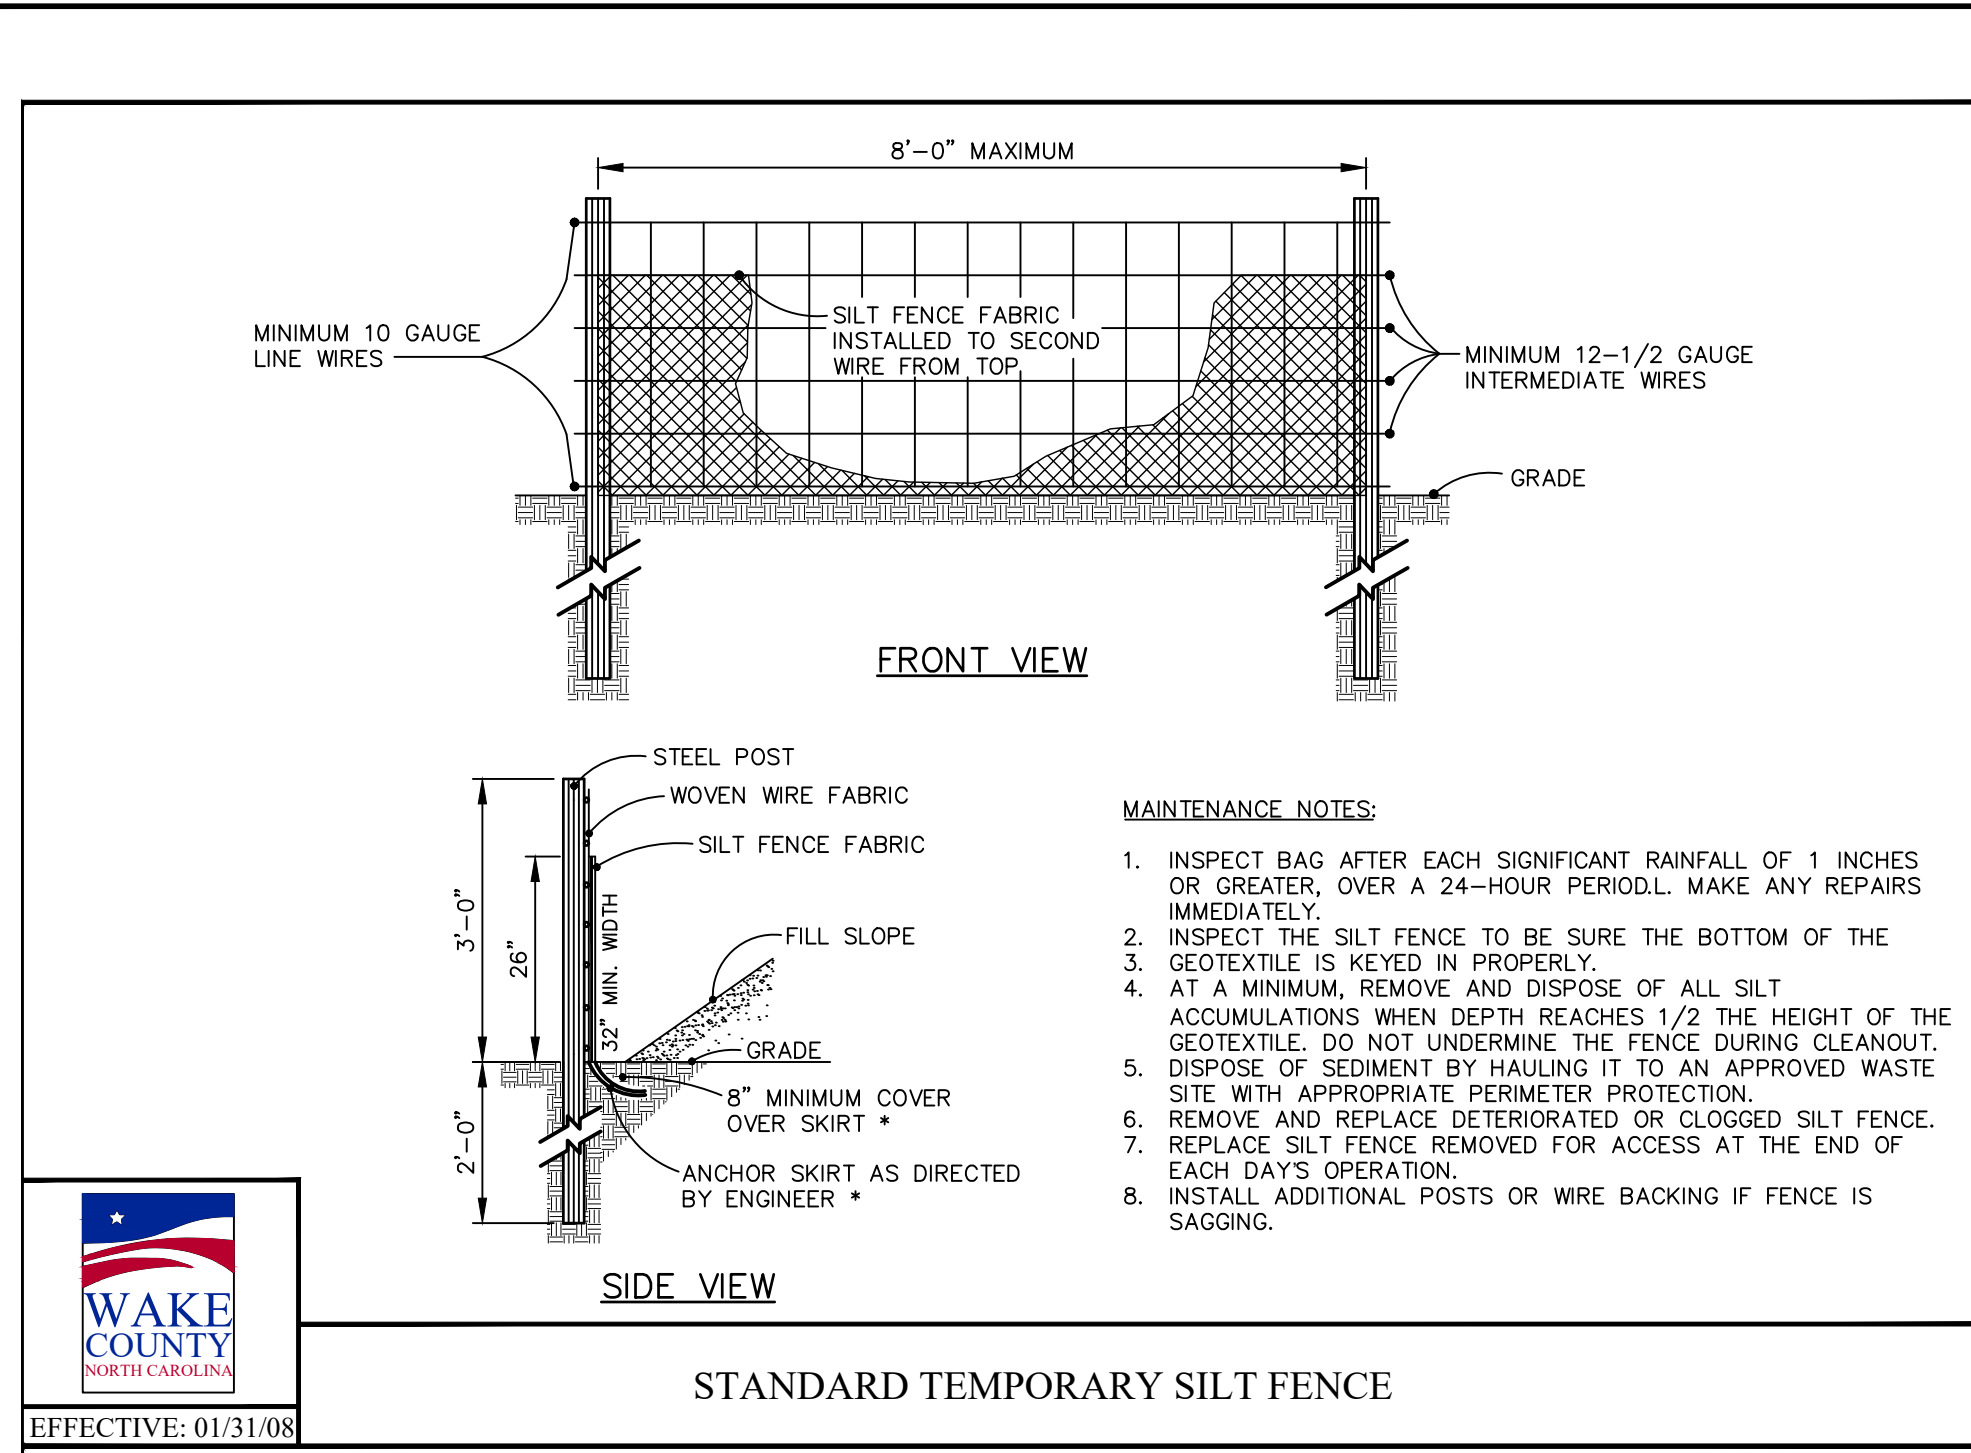 8'-0" MAXIMUM
MINIMUM 10 GAUGE
LINE WIRES
SILT FENCE FABRIC
INSTALLED TO SECOND
WIRE FROM TOP
MINIMUM 12-1/2 GAUGE
INTERMEDIATE WIRES
GRADE
FRONT VIEW
STEEL POST
WOVEN WIRE FABRIC
SILT FENCE FABRIC
3'-0"
26"
32" MIN. WIDTH
FILL SLOPE
GRADE
8" MINIMUM COVER
OVER SKIRT *
2'-0"
ANCHOR SKIRT AS DIRECTED
BY ENGINEER *
SIDE VIEW
MAINTENANCE NOTES:
1. INSPECT BAG AFTER EACH SIGNIFICANT RAINFALL OF 1 INCHES
OR GREATER, OVER A 24-HOUR PERIOD.L. MAKE ANY REPAIRS
IMMEDIATELY.
2. INSPECT THE SILT FENCE TO BE SURE THE BOTTOM OF THE
3. GEOTEXTILE IS KEYED IN PROPERLY.
4. AT A MINIMUM, REMOVE AND DISPOSE OF ALL SILT
ACCUMULATIONS WHEN DEPTH REACHES 1/2 THE HEIGHT OF THE
GEOTEXTILE. DO NOT UNDERMINE THE FENCE DURING CLEANOUT.
5. DISPOSE OF SEDIMENT BY HAULING IT TO AN APPROVED WASTE
SITE WITH APPROPRIATE PERIMETER PROTECTION.
6. REMOVE AND REPLACE DETERIORATED OR CLOGGED SILT FENCE.
7. REPLACE SILT FENCE REMOVED FOR ACCESS AT THE END OF
EACH DAY'S OPERATION.
8. INSTALL ADDITIONAL POSTS OR WIRE BACKING IF FENCE IS
SAGGING.
WAKE
COUNTY
NORTH CAROLINA
EFFECTIVE: 01/31/08
STANDARD TEMPORARY SILT FENCE